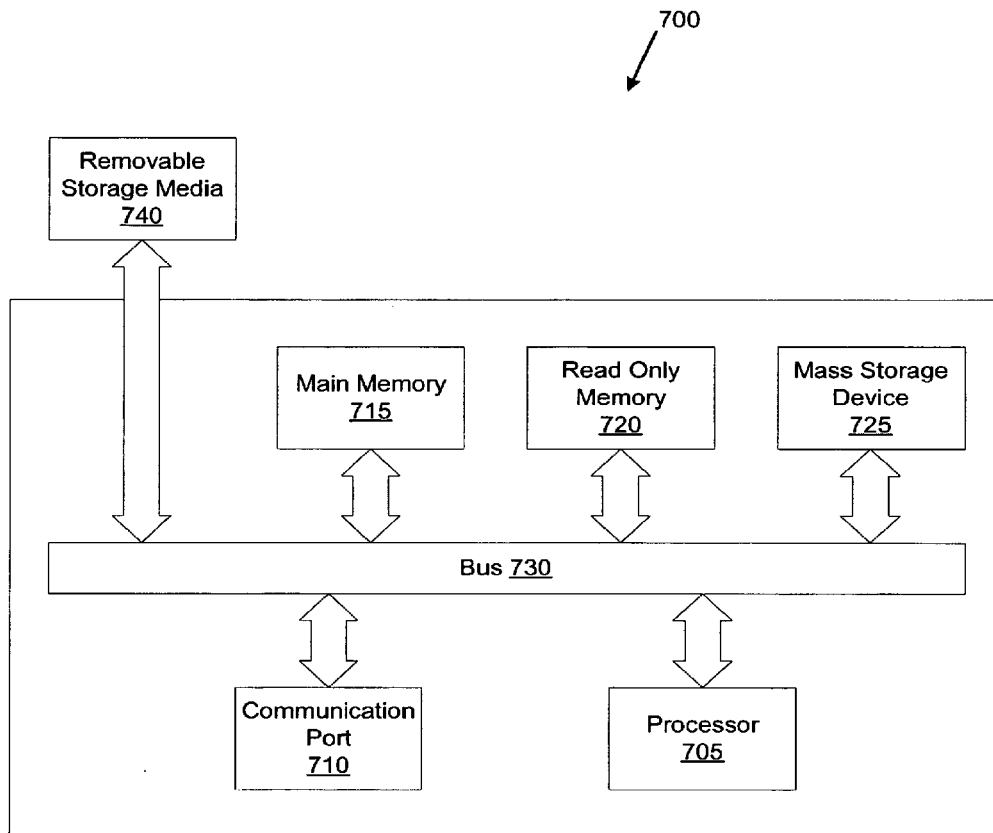 700
Removable
Storage Media
740
Main Memory
715
Read Only
Memory
720
Mass Storage
Device
725
Bus 730
Communication
Port
710
Processor
705